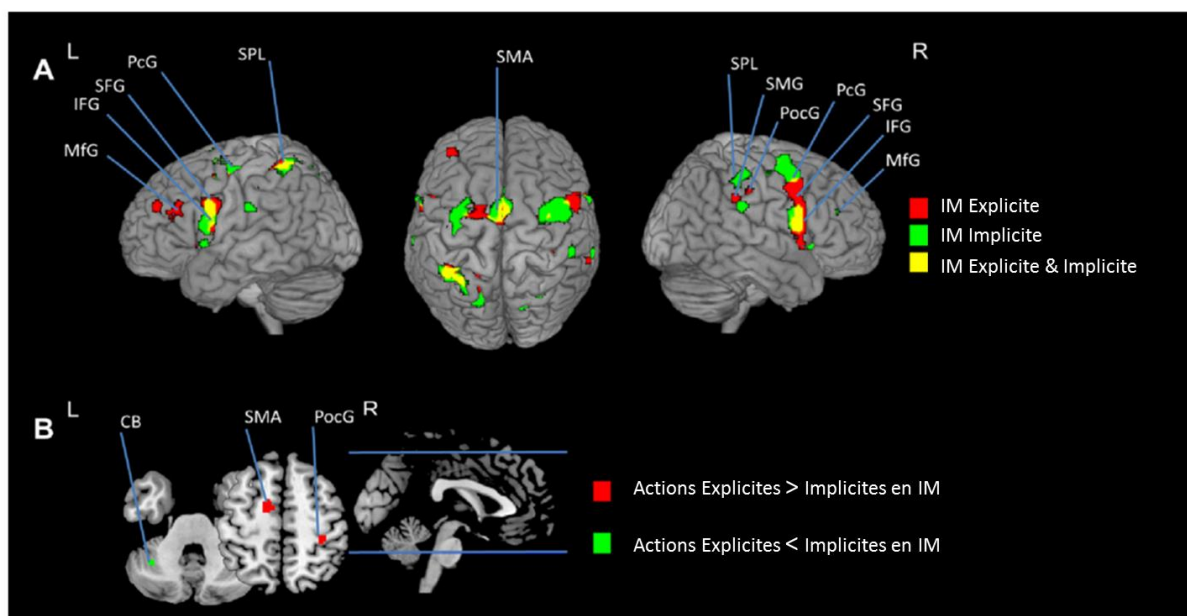 L
R
A
PcG
SPL
SFG
IFG
MfG
SMA
SPL
SMG
PocG
PcG
SFG
IFG
MfG
IM Explicite
IM Implicite
IM Explicite & Implicite
B
L
CB
SMA
PocG
R
Actions Explicites > Implicites en IM
Actions Explicites < Implicites en IM